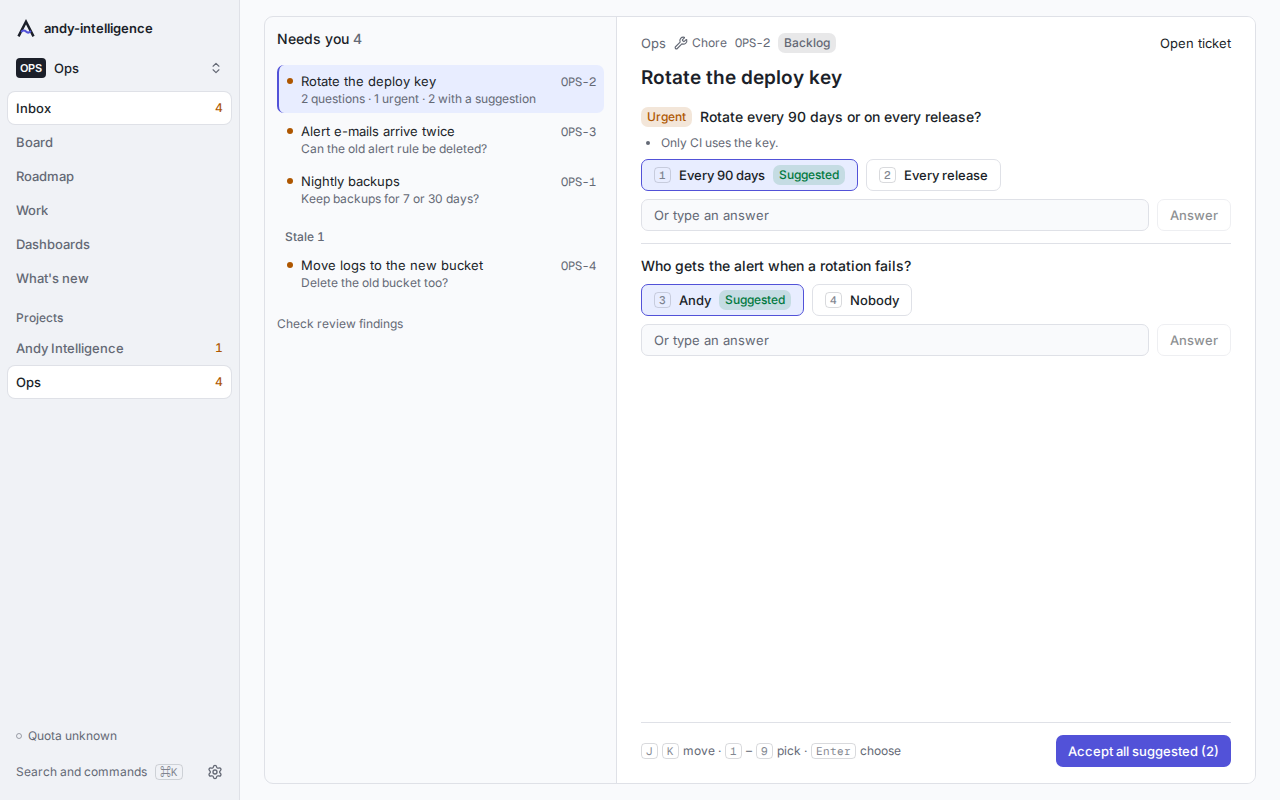 andy-intelligence
OPS Ops
Inbox 4
Board
Roadmap
Work
Dashboards
What's new
Projects
Andy Intelligence 1
Ops 4
Quota unknown
Search and commands ⌘K
Needs you 4
Rotate the deploy key OPS-2
2 questions · 1 urgent · 2 with a suggestion
Alert e-mails arrive twice OPS-3
Can the old alert rule be deleted?
Nightly backups OPS-1
Keep backups for 7 or 30 days?
Stale 1
Move logs to the new bucket OPS-4
Delete the old bucket too?
Check review findings
Ops Chore OPS-2 Backlog Open ticket
Rotate the deploy key
Urgent Rotate every 90 days or on every release?
• Only CI uses the key.
1 Every 90 days Suggested 2 Every release
Or type an answer Answer
Who gets the alert when a rotation fails?
3 Andy Suggested 4 Nobody
Or type an answer Answer
J K move · 1 – 9 pick · Enter choose Accept all suggested (2)